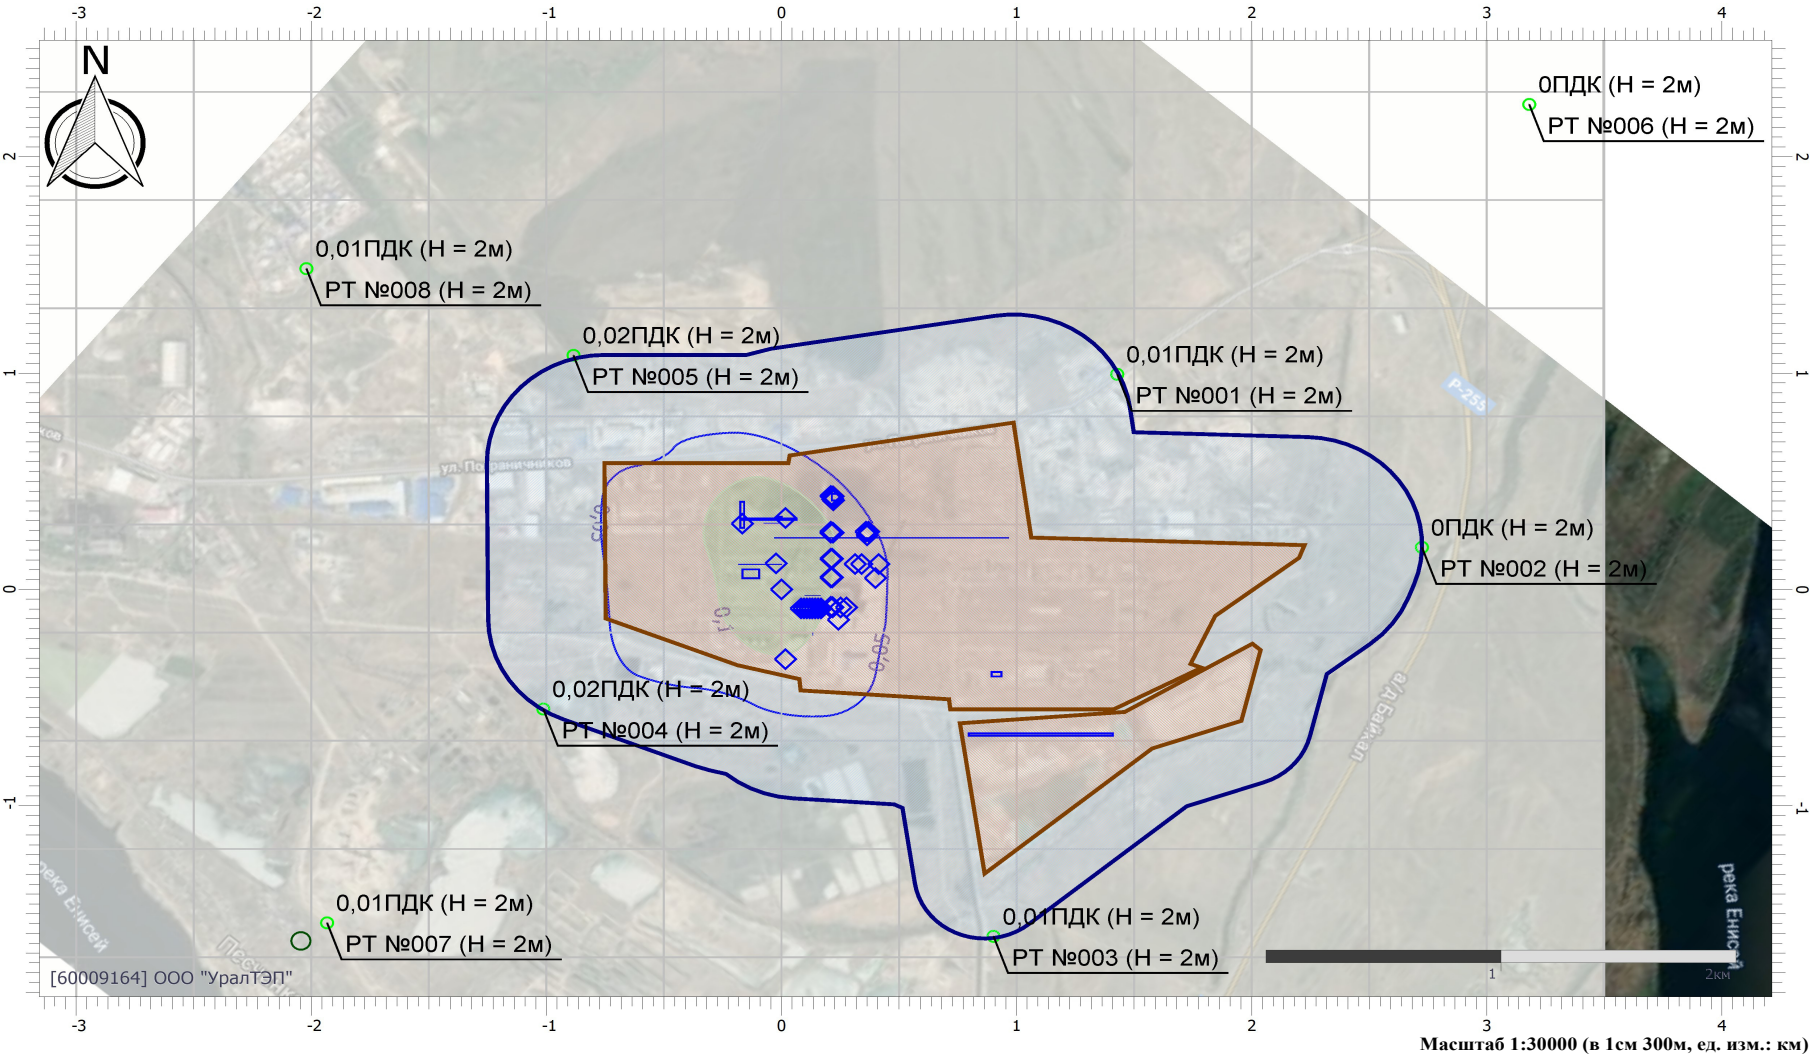 -3 -2 -1 0 1 2 3 4
N
0ПДК (Н = 2м)
РТ №006 (Н = 2м)
2 2
0,01ПДК (Н = 2м)
РТ №008 (Н = 2м)
0,02ПДК (Н = 2м)
РТ №005 (Н = 2м)
0,01ПДК (Н = 2м)
РТ №001 (Н = 2м)
1 1
Р-255
ул. Пограничников
0,05
0ПДК (Н = 2м)
РТ №002 (Н = 2м)
0 0
0,1
0,05
0,02ПДК (Н = 2м)
РТ №004 (Н = 2м)
а/д Байкал
-1 -1
река Енисей
река Енисей
0,01ПДК (Н = 2м)
РТ №007 (Н = 2м)
0,01ПДК (Н = 2м)
РТ №003 (Н = 2м)
[60009164] ООО "УралТЭП"
1 2км
-3 -2 -1 0 1 2 3 4
Масштаб 1:30000 (в 1см 300м, ед. изм.: км)